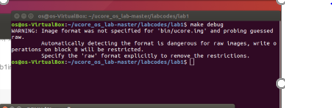 os@os-VirtualBox: ~/ucore_os_lab-master/labcodes/lab1
os@os-VirtualBox:~/ucore_os_lab-master/labcodes/lab1$ make debug
WARNING: Image format was not specified for 'bin/ucore.img' and probing guessed
raw.
Automatically detecting the format is dangerous for raw images, write o
perations on block 0 will be restricted.
Specify the 'raw' format explicitly to remove the restrictions.
os@os-VirtualBox:~/ucore_os_lab-master/labcodes/lab1$